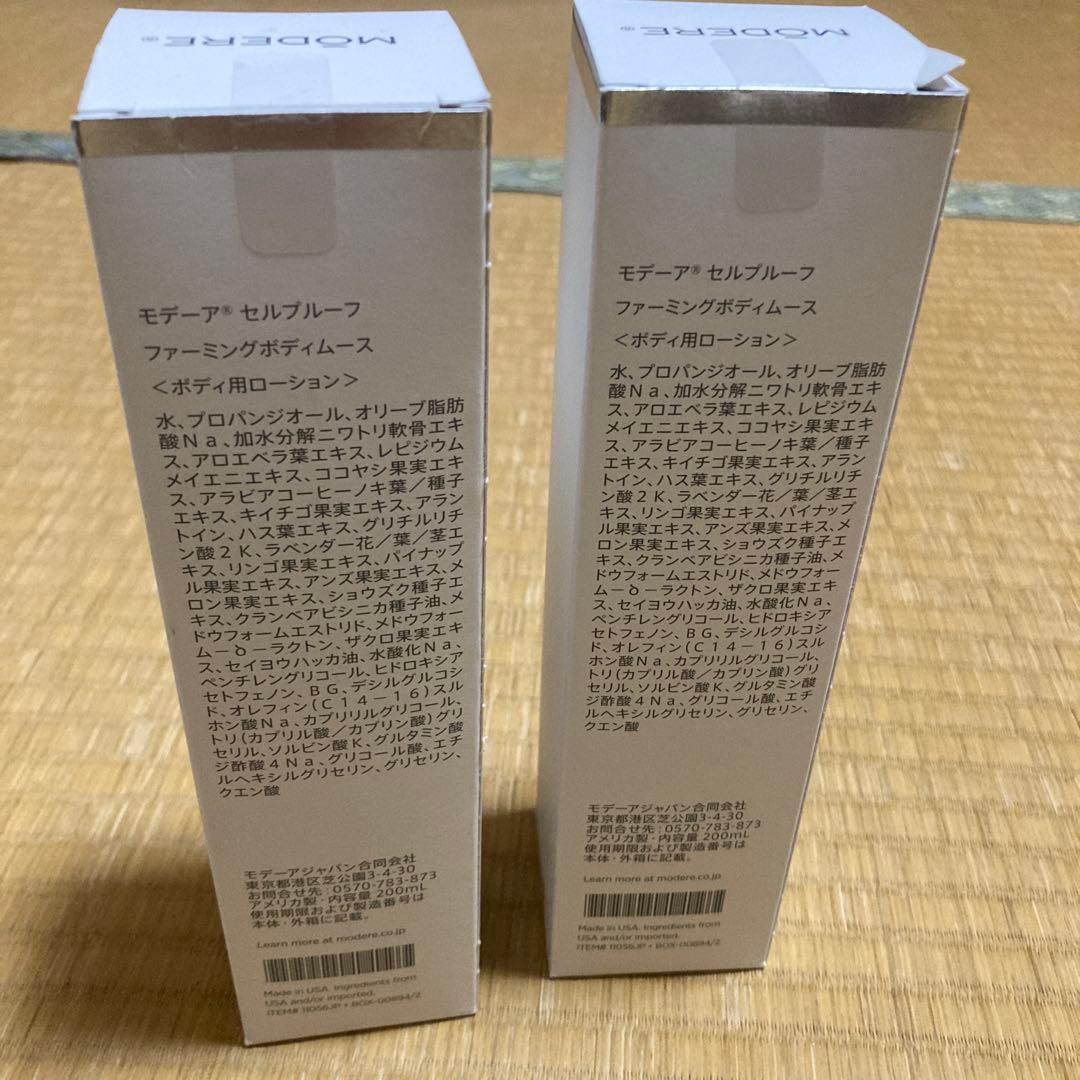 MODERE®
モデーア® セルプルーフ
ファーミングボディムース
＜ボディ用ローション＞
水、プロパンジオール、オリーブ脂肪
酸Ｎａ、加水分解ニワトリ軟骨エキ
ス、アロエベラ葉エキス、レピジウム
メイエニエキス、ココヤシ果実エキ
ス、アラビアコーヒーノキ葉／種子
エキス、キイチゴ果実エキス、アラン
トイン、ハス葉エキス、グリチルリチ
ン酸２Ｋ、ラベンダー花／葉／茎エ
キス、リンゴ果実エキス、パイナップ
ル果実エキス、アンズ果実エキス、メ
ロン果実エキス、ショウズク種子エ
キス、クランベアビシニカ種子油、メ
ドウフォームエストリド、メドウフォー
ム－δ－ラクトン、ザクロ果実エキ
ス、セイヨウハッカ油、水酸化Ｎａ、
ペンチレングリコール、ヒドロキシア
セトフェノン、ＢＧ、デシルグルコシ
ド、オレフィン（Ｃ１４－１６）スル
ホン酸Ｎａ、カプリリルグリコール、
トリ（カプリル酸／カプリン酸）グリ
セリル、ソルビン酸Ｋ、グルタミン酸
ジ酢酸４Ｎａ、グリコール酸、エチ
ルヘキシルグリセリン、グリセリン、
クエン酸
モデーアジャパン合同会社
東京都港区芝公園3-4-30
お問合せ先：0570-783-873
アメリカ製・内容量 200mL
使用期限および製造番号は
本体・外箱に記載。
Learn more at modere.co.jp
Made in USA. Ingredients from
USA and/or imported.
ITEM# 11056JP • BOX-00894/2
MODERE®
モデーア® セルプルーフ
ファーミングボディムース
＜ボディ用ローション＞
水、プロパンジオール、オリーブ脂肪
酸Ｎａ、加水分解ニワトリ軟骨エキ
ス、アロエベラ葉エキス、レピジウム
メイエニエキス、ココヤシ果実エキ
ス、アラビアコーヒーノキ葉／種子
エキス、キイチゴ果実エキス、アラン
トイン、ハス葉エキス、グリチルリチ
ン酸２Ｋ、ラベンダー花／葉／茎エ
キス、リンゴ果実エキス、パイナップ
ル果実エキス、アンズ果実エキス、メ
ロン果実エキス、ショウズク種子エ
キス、クランベアビシニカ種子油、メ
ドウフォームエストリド、メドウフォー
ム－δ－ラクトン、ザクロ果実エキ
ス、セイヨウハッカ油、水酸化Ｎａ、
ペンチレングリコール、ヒドロキシア
セトフェノン、ＢＧ、デシルグルコシ
ド、オレフィン（Ｃ１４－１６）スル
ホン酸Ｎａ、カプリリルグリコール、
トリ（カプリル酸／カプリン酸）グリ
セリル、ソルビン酸Ｋ、グルタミン酸
ジ酢酸４Ｎａ、グリコール酸、エチ
ルヘキシルグリセリン、グリセリン、
クエン酸
モデーアジャパン合同会社
東京都港区芝公園3-4-30
お問合せ先：0570-783-873
アメリカ製・内容量 200mL
使用期限および製造番号は
本体・外箱に記載。
Learn more at modere.co.jp
Made in USA. Ingredients from
USA and/or imported.
ITEM# 11056JP • BOX-00894/2